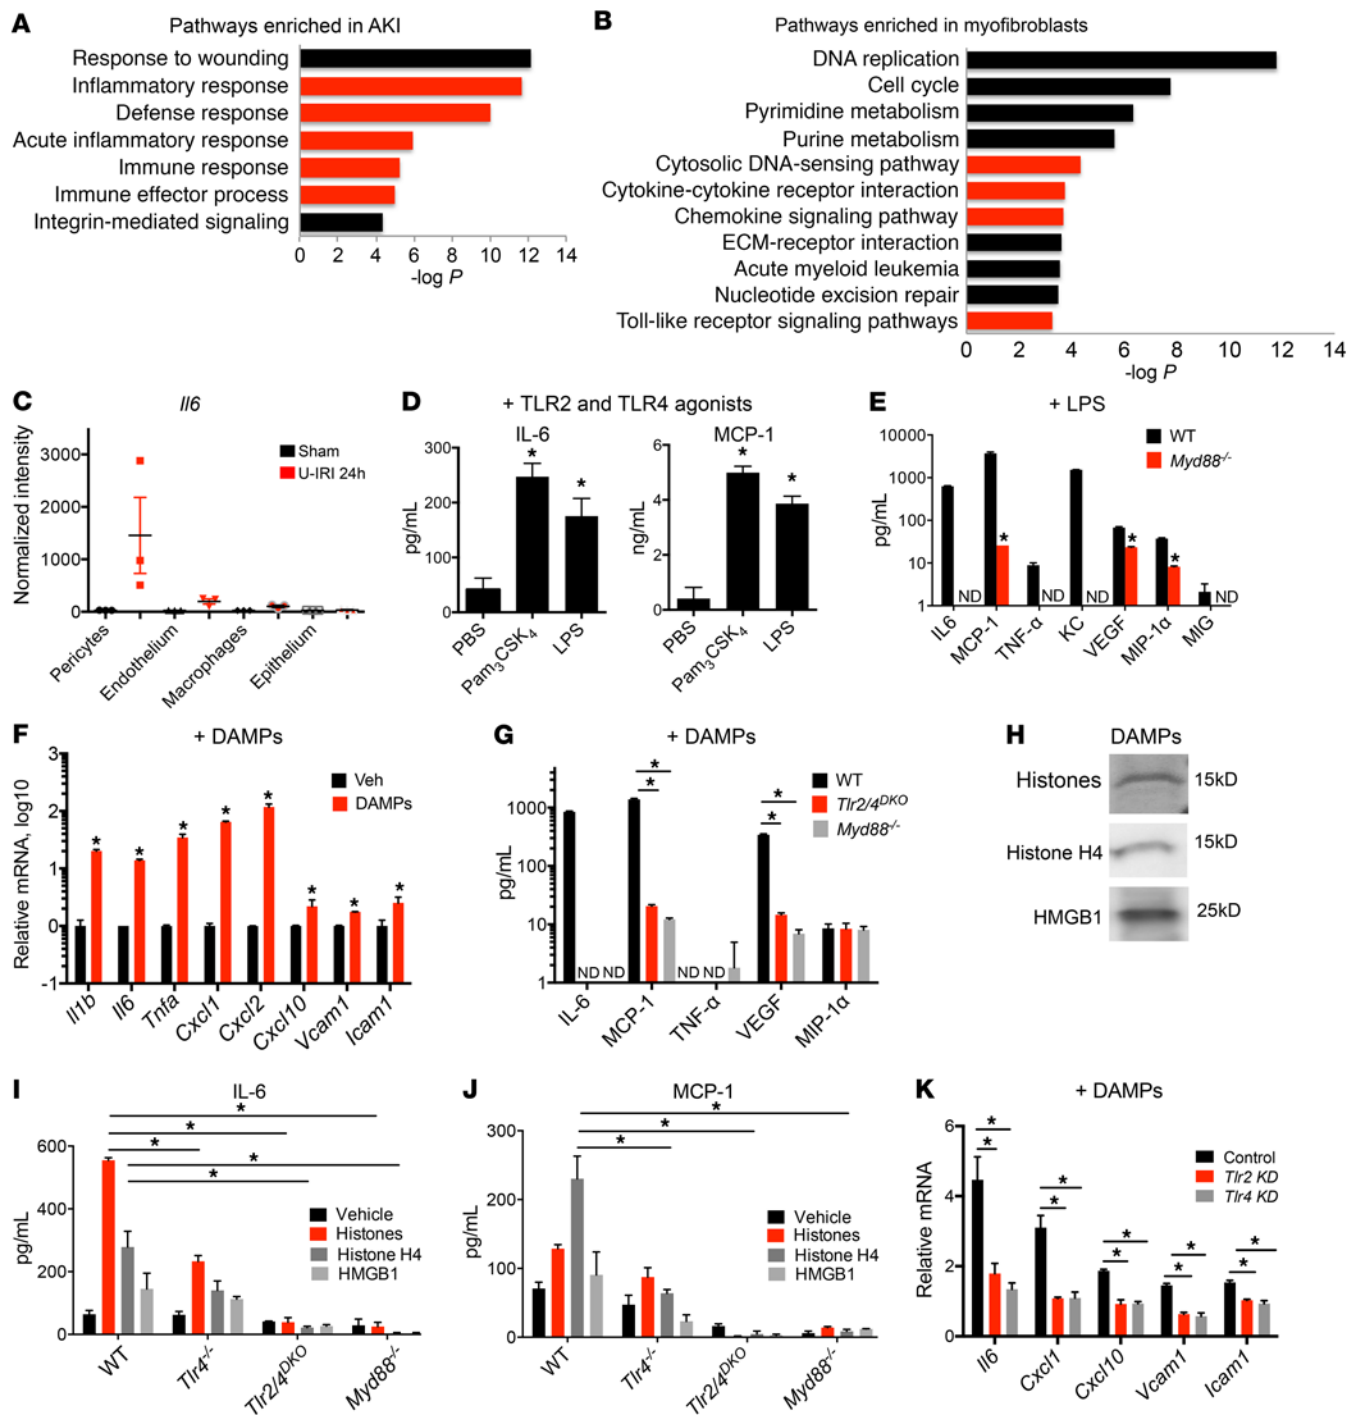 A
Pathways enriched in AKI
Response to wounding
Inflammatory response
Defense response
Acute inflammatory response
Immune response
Immune effector process
Integrin-mediated signaling
0 2 4 6 8 10 12 14
-log P
B
Pathways enriched in myofibroblasts
DNA replication
Cell cycle
Pyrimidine metabolism
Purine metabolism
Cytosolic DNA-sensing pathway
Cytokine-cytokine receptor interaction
Chemokine signaling pathway
ECM-receptor interaction
Acute myeloid leukemia
Nucleotide excision repair
Toll-like receptor signaling pathways
0 2 4 6 8 10 12 14
-log P
C
Il6
Normalized intensity
3000
2000
1000
0
Sham
U-IRI 24h
Pericytes
Endothelium
Macrophages
Epithelium
D
+ TLR2 and TLR4 agonists
IL-6
pg/mL
300
200
100
0
* *
PBS
Pam3CSK4
LPS
MCP-1
ng/mL
6
4
2
0
* *
PBS
Pam3CSK4
LPS
E
+ LPS
pg/mL
10000
1000
100
10
1
WT
Myd88-/-
ND * ND ND * * ND
IL6
MCP-1
TNF-α
KC
VEGF
MIP-1α
MIG
F
+ DAMPs
Relative mRNA, log10
3
2
1
0
-1
Veh
DAMPs
* * * * * * * *
Il1b
Il6
Tnfa
Cxcl1
Cxcl2
Cxcl10
Vcam1
Icam1
G
+ DAMPs
pg/mL
1000
100
10
1
WT
Tlr2/4DKO
Myd88-/-
* * * *
ND ND ND ND
IL-6
MCP-1
TNF-α
VEGF
MIP-1α
H
DAMPs
Histones 15kD
Histone H4 15kD
HMGB1 25kD
I
IL-6
pg/mL
600
400
200
0
* * * * *
Vehicle
Histones
Histone H4
HMGB1
WT
Tlr4-/-
Tlr2/4DKO
Myd88-/-
J
MCP-1
pg/mL
300
200
100
0
* * *
Vehicle
Histones
Histone H4
HMGB1
WT
Tlr4-/-
Tlr2/4DKO
Myd88-/-
K
+ DAMPs
Relative mRNA
6
4
2
0
Control
Tlr2 KD
Tlr4 KD
* * * * * * * * * *
Il6
Cxcl1
Cxcl10
Vcam1
Icam1